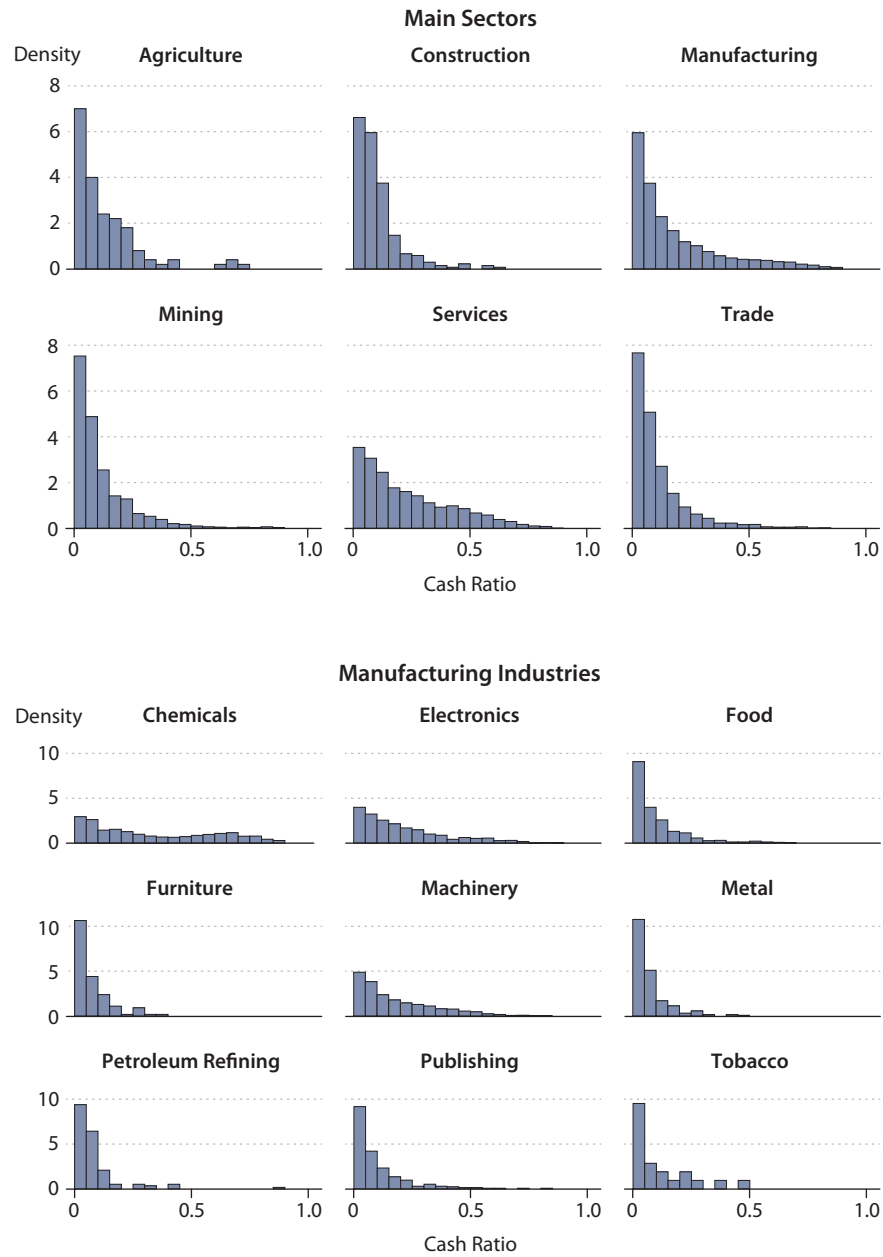 Main Sectors
Density
Agriculture
Construction
Manufacturing
8
6
4
2
0
Mining
Services
Trade
8
6
4
2
0
0 0.5 1.0 0 0.5 1.0 0 0.5 1.0
Cash Ratio
Manufacturing Industries
Density
Chemicals
Electronics
Food
10
5
0
Furniture
Machinery
Metal
10
5
0
Petroleum Refining
Publishing
Tobacco
10
5
0
0 0.5 1.0 0 0.5 1.0 0 0.5 1.0
Cash Ratio